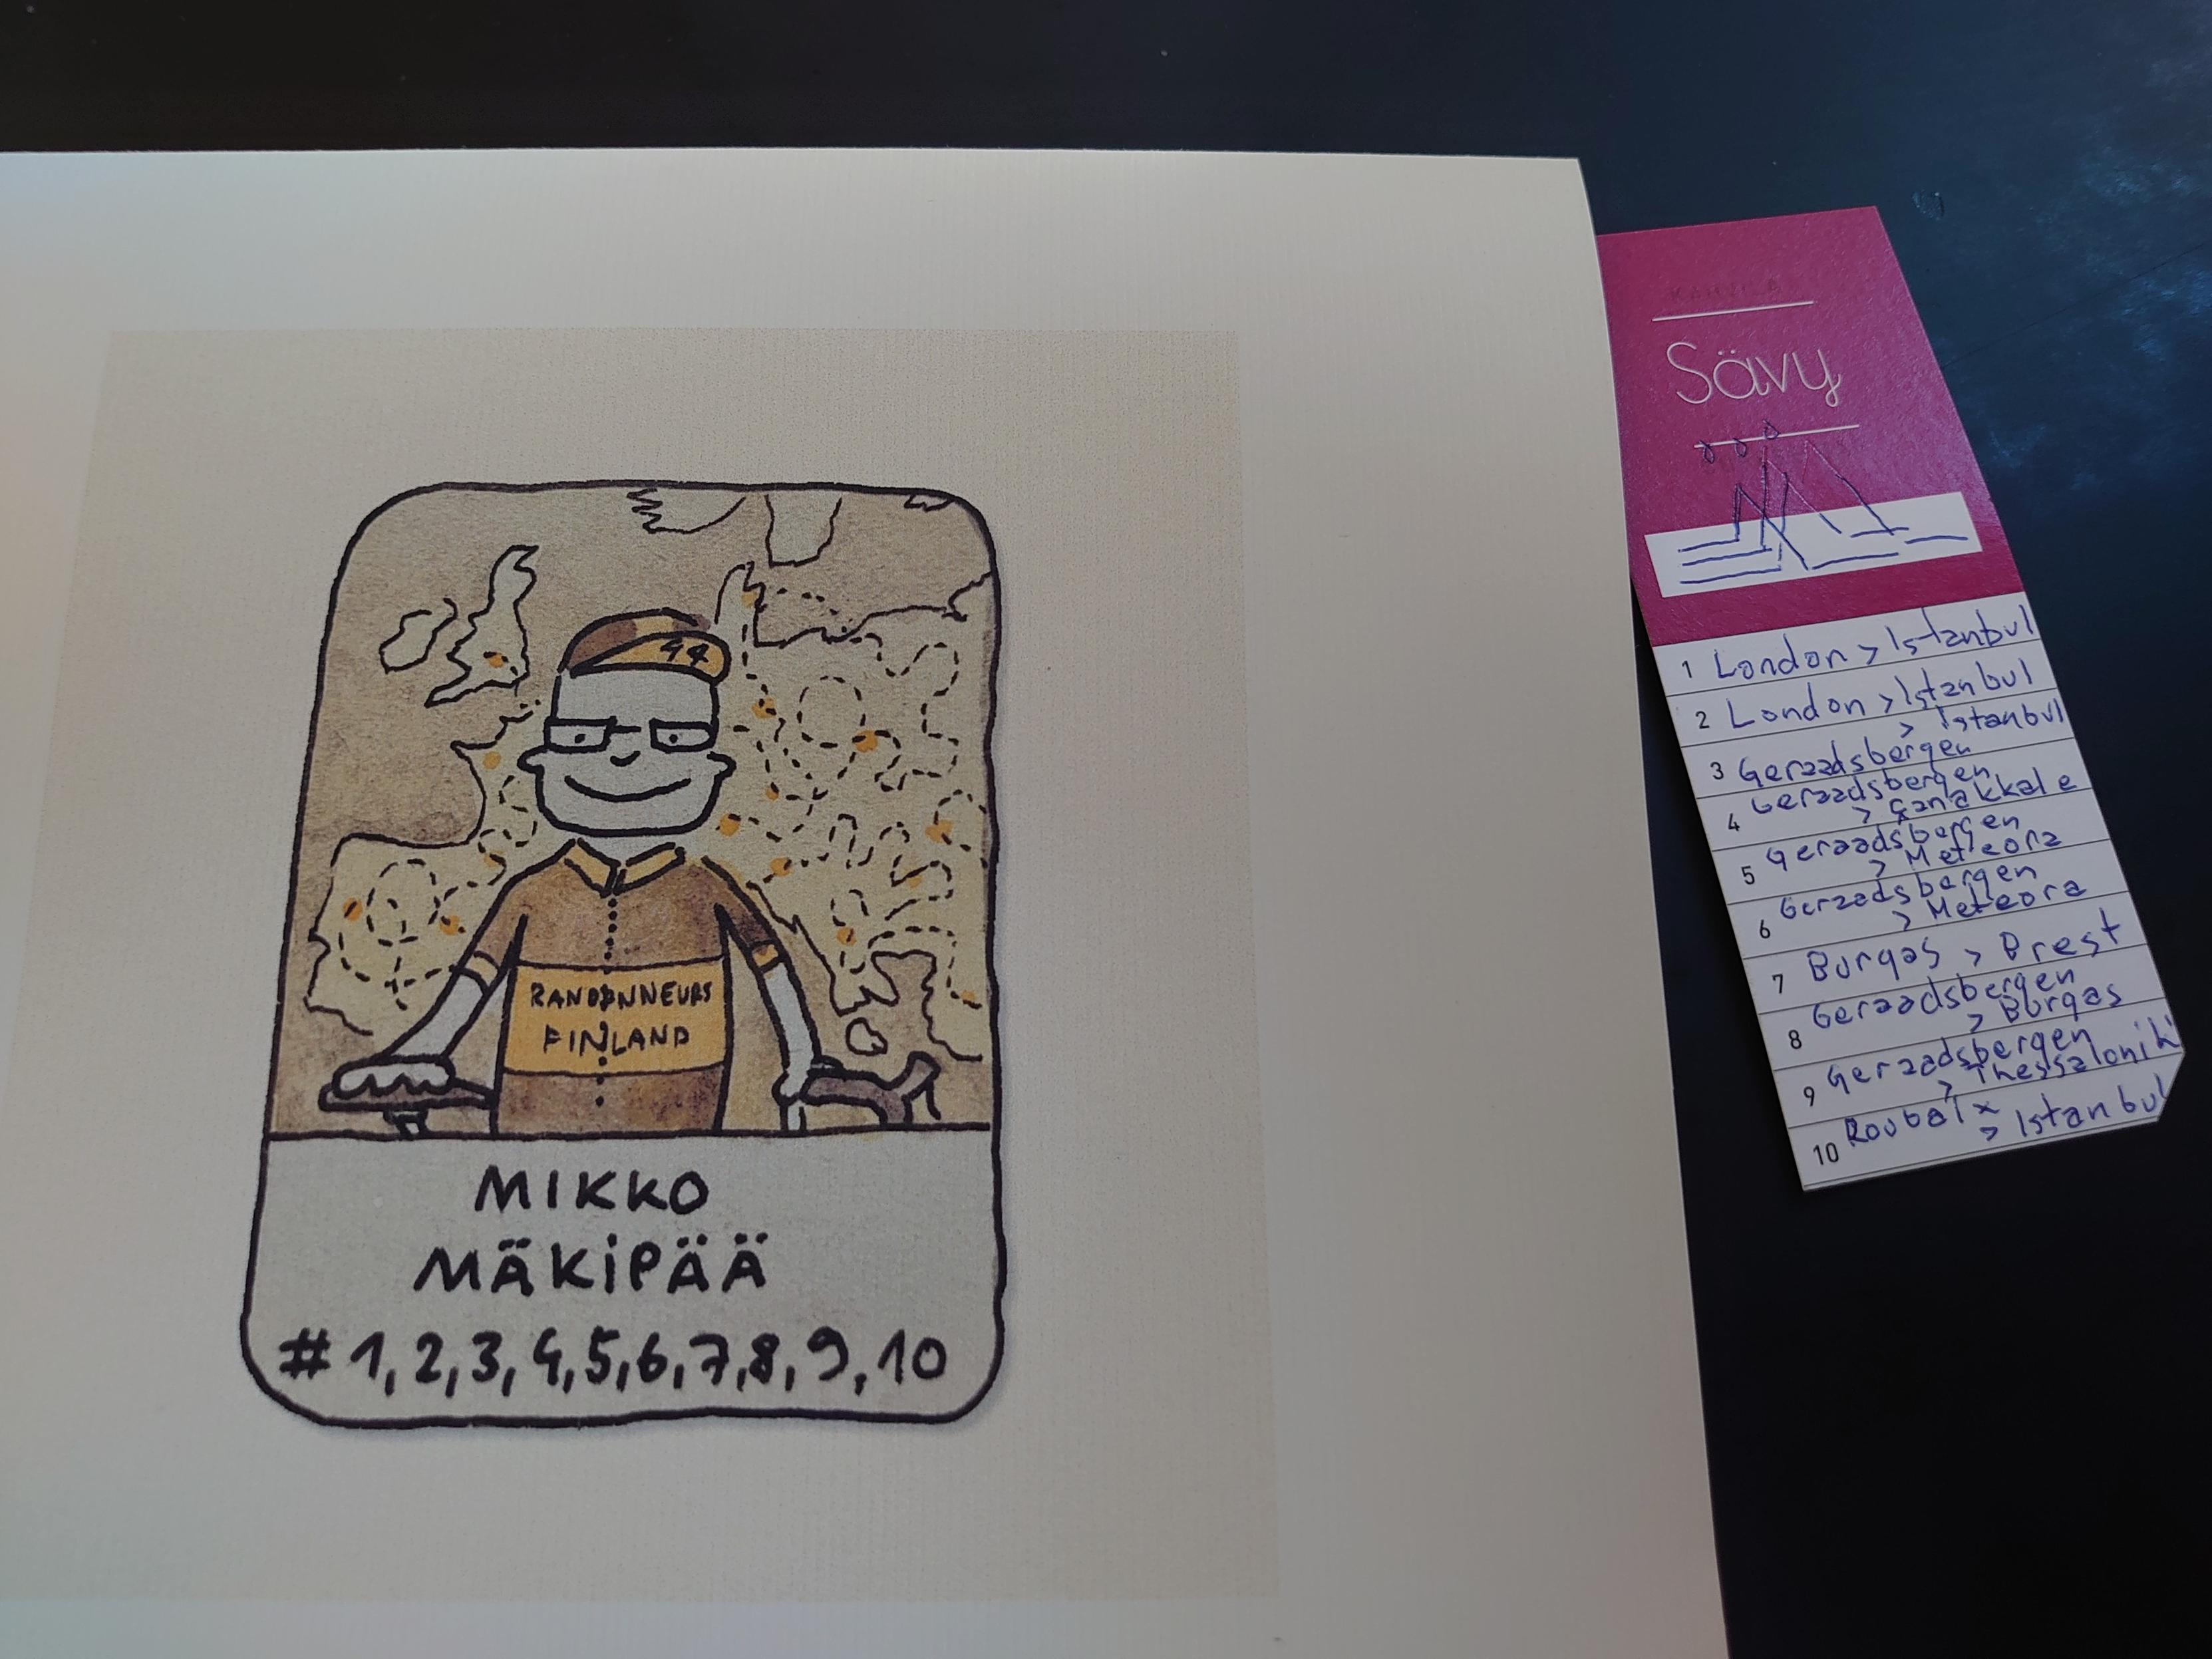 44
RANDONNEURS
FINLAND
MIKKO
MÄKIPÄÄ
# 1, 2, 3, 4, 5, 6, 7, 8, 9, 10
KAHVILA
Sävy
1 London > Istanbul
2 London > Istanbul
3 Geraadsbergen > Istanbul
4 Geraadsbergen
> Çanakkale
5 Geraadsbergen
> Meteora
6 Geraadsbergen
> Meteora
7 Burgas > Brest
8 Geraadsbergen
> Burgas
9 Geraadsbergen
> Thessaloniki
10 Roubaix
> Istanbul